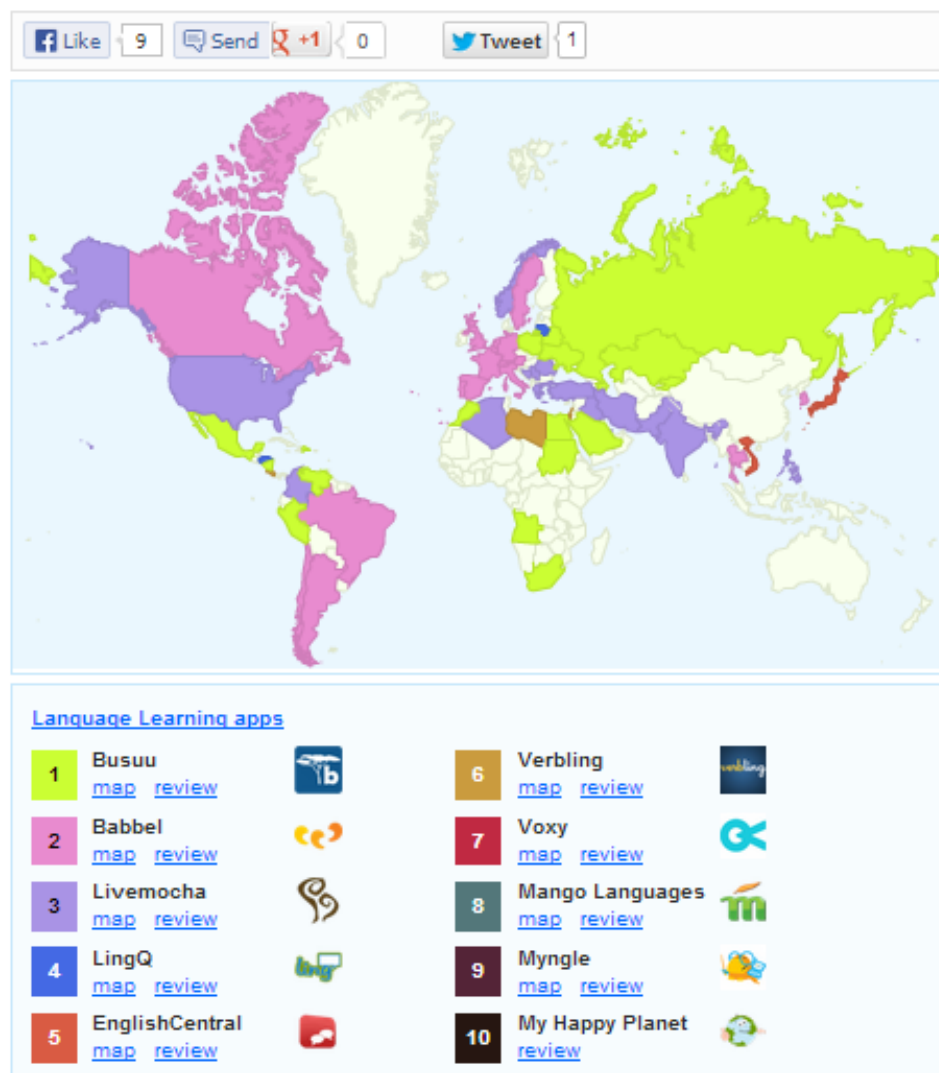 Like 9 Send +1 0 Tweet 1
Language Learning apps
1 Busuu
map review
2 Babbel
map review
3 Livemocha
map review
4 LingQ
map review
5 EnglishCentral
map review
6 Verbling
map review
7 Voxy
map review
8 Mango Languages
map review
9 Myngle
map review
10 My Happy Planet
review